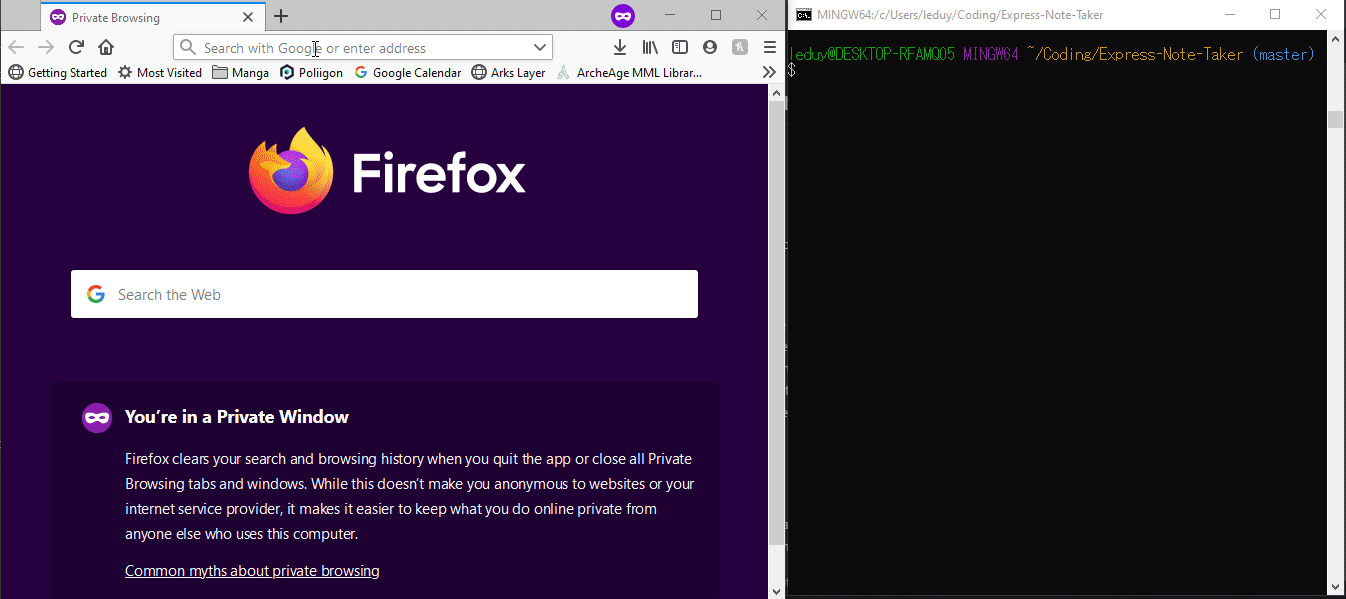 Private Browsing
Search with Google or enter address
Getting Started Most Visited Manga Poliigon Google Calendar Arks Layer ArcheAge MML Librar...
Firefox
Search the Web
You're in a Private Window
Firefox clears your search and browsing history when you quit the app or close all Private
Browsing tabs and windows. While this doesn't make you anonymous to websites or your
internet service provider, it makes it easier to keep what you do online private from
anyone else who uses this computer.
Common myths about private browsing
MINGW64:/c/Users/leduy/Coding/Express-Note-Taker
leduy@DESKTOP-RFAMQO5 MINGW64 ~/Coding/Express-Note-Taker (master)
$